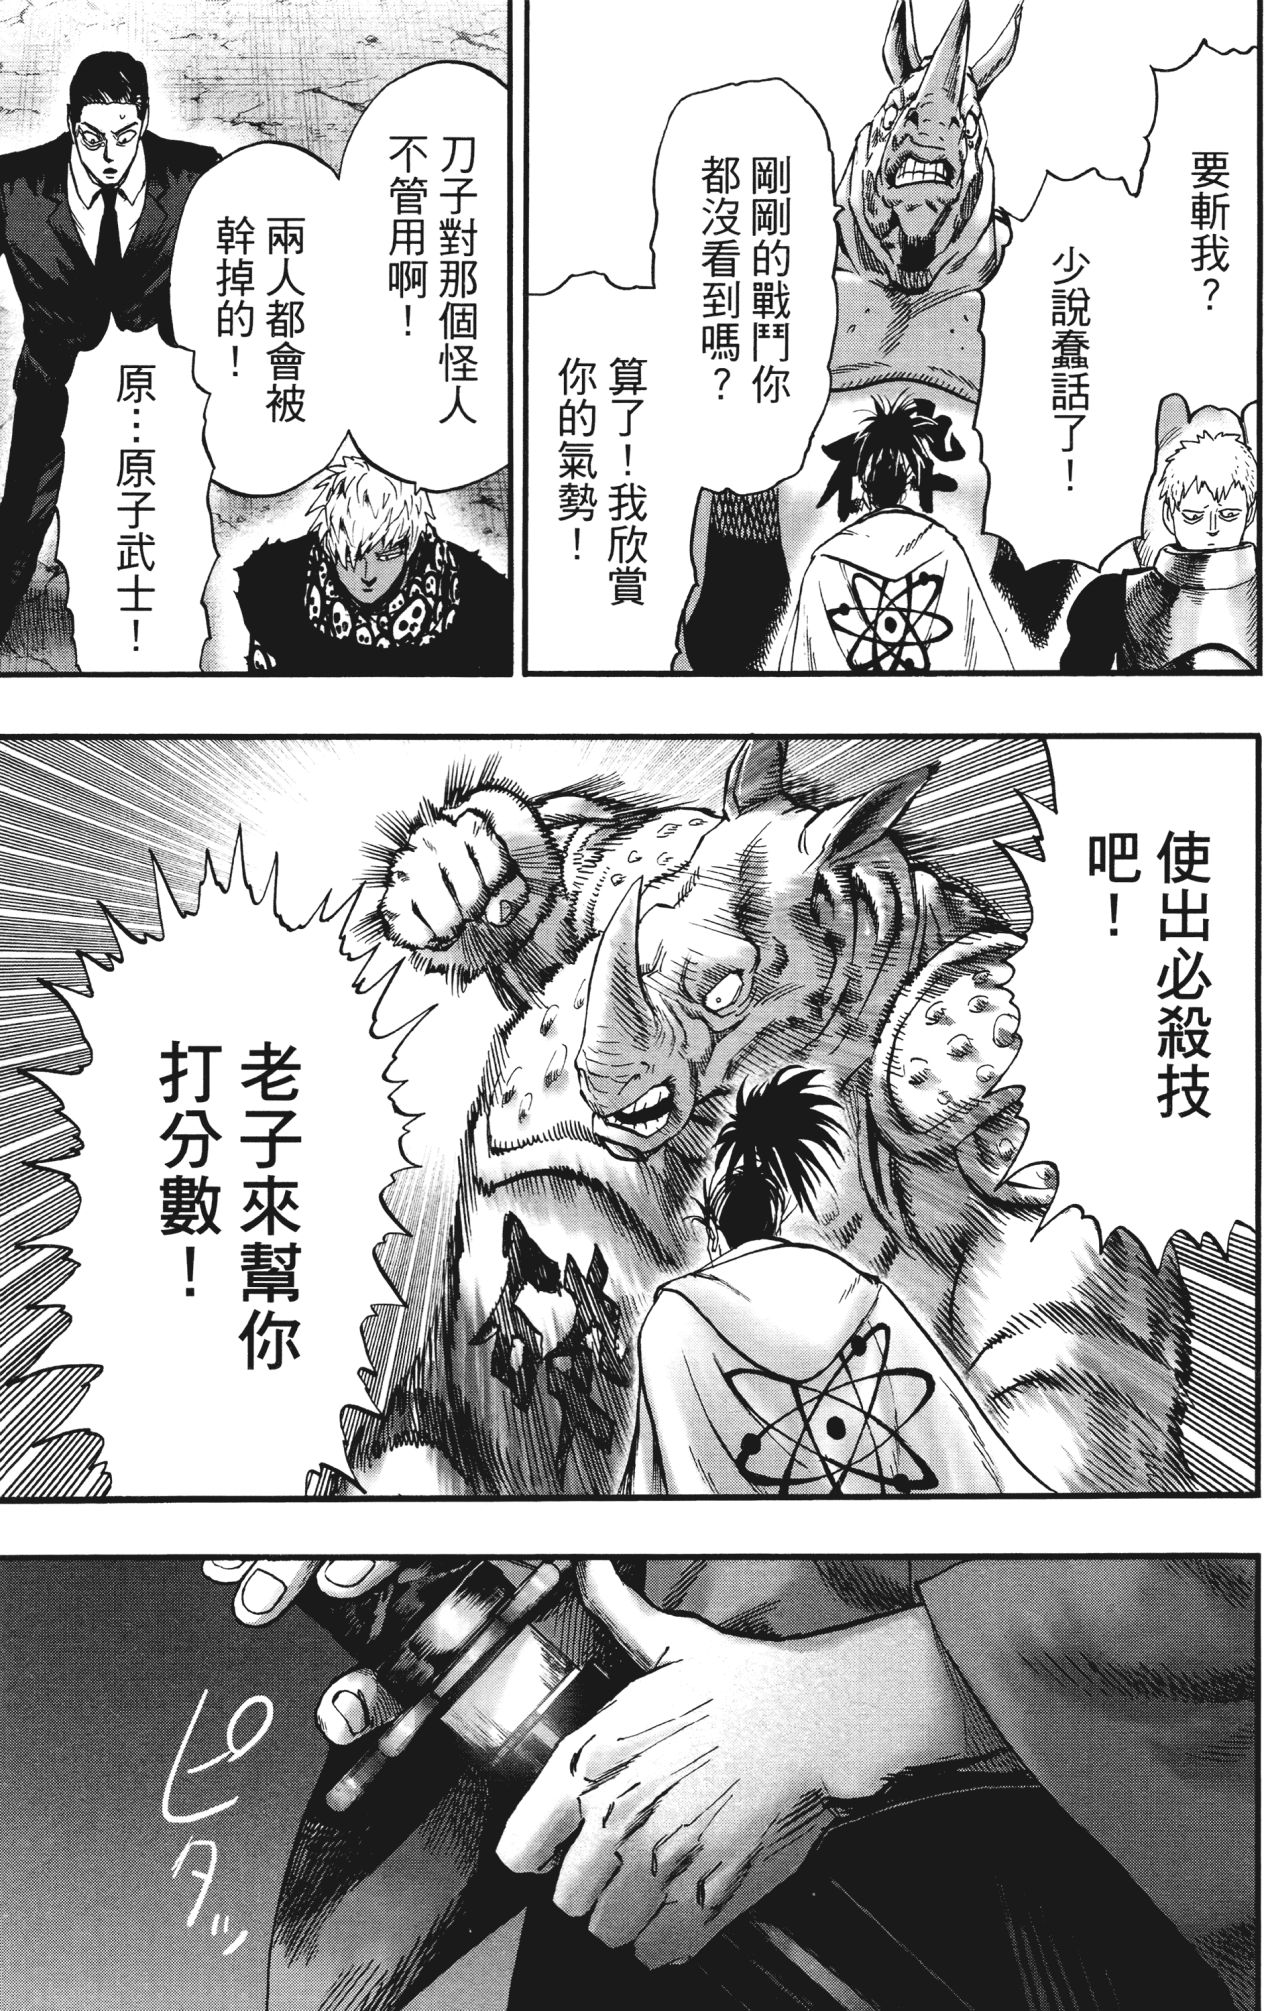 要斬我？
少說蠢話了！
剛剛的戰鬥你
都沒看到嗎？
算了！我欣賞
你的氣勢！
刀子對那個怪人
不管用啊！
兩人都會被
幹掉的！
原…原子武士！
使出必殺技
吧！
老子來幫你
打分數！
ピタッ